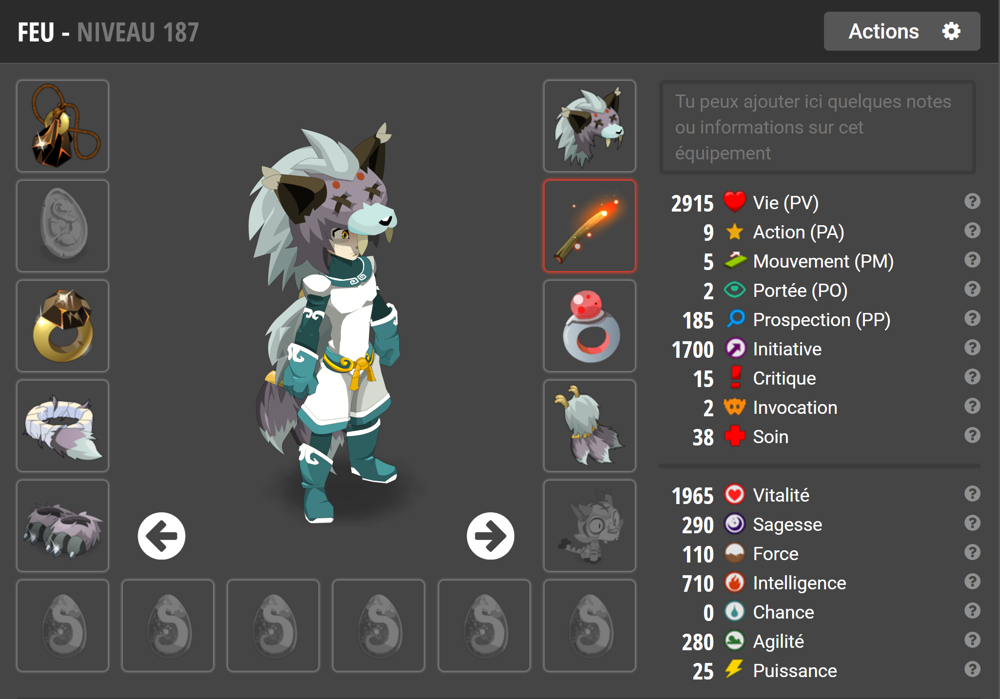 FEU - NIVEAU 187
Actions
Tu peux ajouter ici quelques notes
ou informations sur cet
équipement
2915 Vie (PV) ?
9 Action (PA) ?
5 Mouvement (PM) ?
2 Portée (PO) ?
185 Prospection (PP) ?
1700 Initiative ?
15 Critique ?
2 Invocation ?
38 Soin ?
1965 Vitalité ?
290 Sagesse ?
110 Force ?
710 Intelligence ?
0 Chance ?
280 Agilité ?
25 Puissance ?